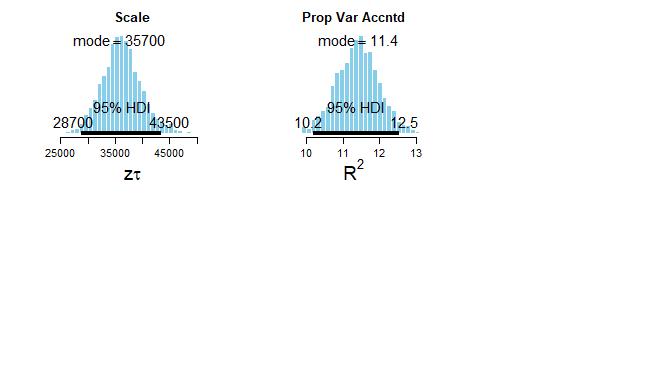 Scale
mode = 35700
95% HDI
28700 43500
25000 35000 45000
zτ
Prop Var Accntd
mode = 11.4
95% HDI
10.2 12.5
10 11 12 13
R²